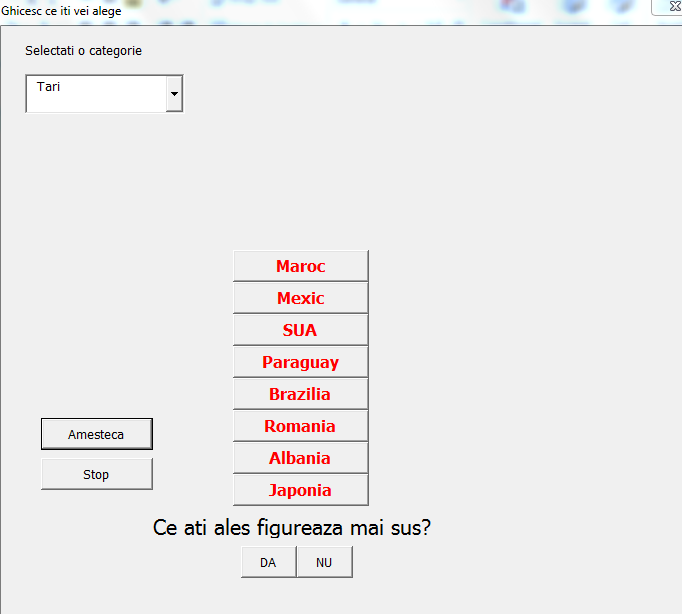 Ghicesc ce iti vei alege
Selectati o categorie
Tari
Maroc
Mexic
SUA
Paraguay
Brazilia
Romania
Albania
Japonia
Amesteca
Stop
Ce ati ales figureaza mai sus?
DA NU